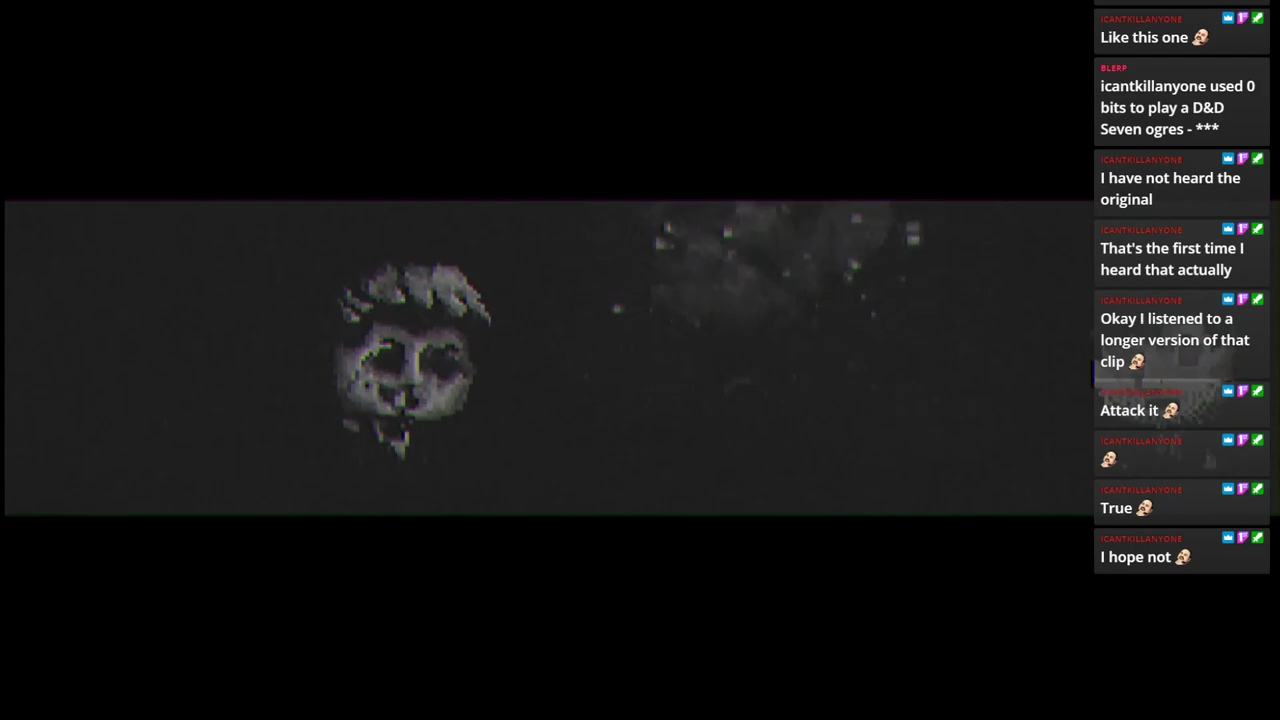 ICANTKILLANYONE
Like this one
BLERP
icantkillanyone used 0
bits to play a D&D
Seven ogres - ***
ICANTKILLANYONE
I have not heard the
original
ICANTKILLANYONE
That's the first time I
heard that actually
ICANTKILLANYONE
Okay I listened to a
longer version of that
clip
ICANTKILLANYONE
Attack it
ICANTKILLANYONE
ICANTKILLANYONE
True
ICANTKILLANYONE
I hope not